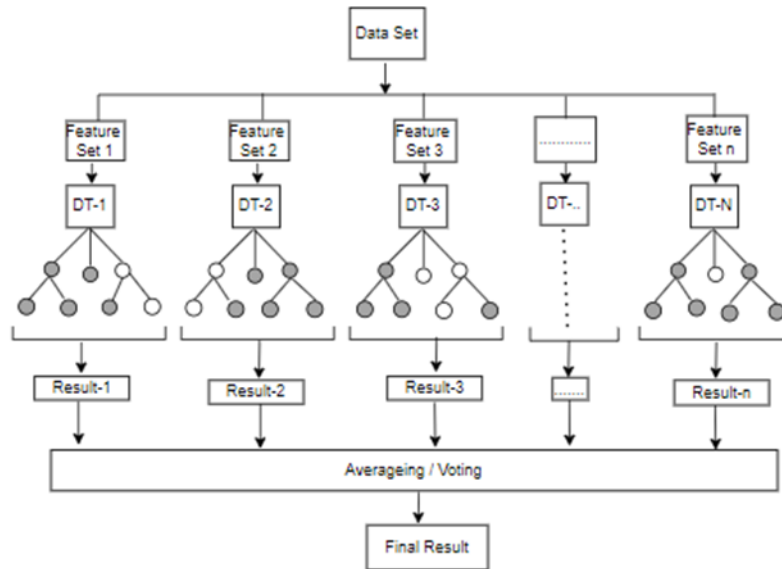 Data Set
Feature
Set 1
Feature
Set 2
Feature
Set 3
..............
Feature
Set n
DT-1
DT-2
DT-3
DT-..
DT-N
Result-1
Result-2
Result-3
........
Result-n
Averageing / Voting
Final Result